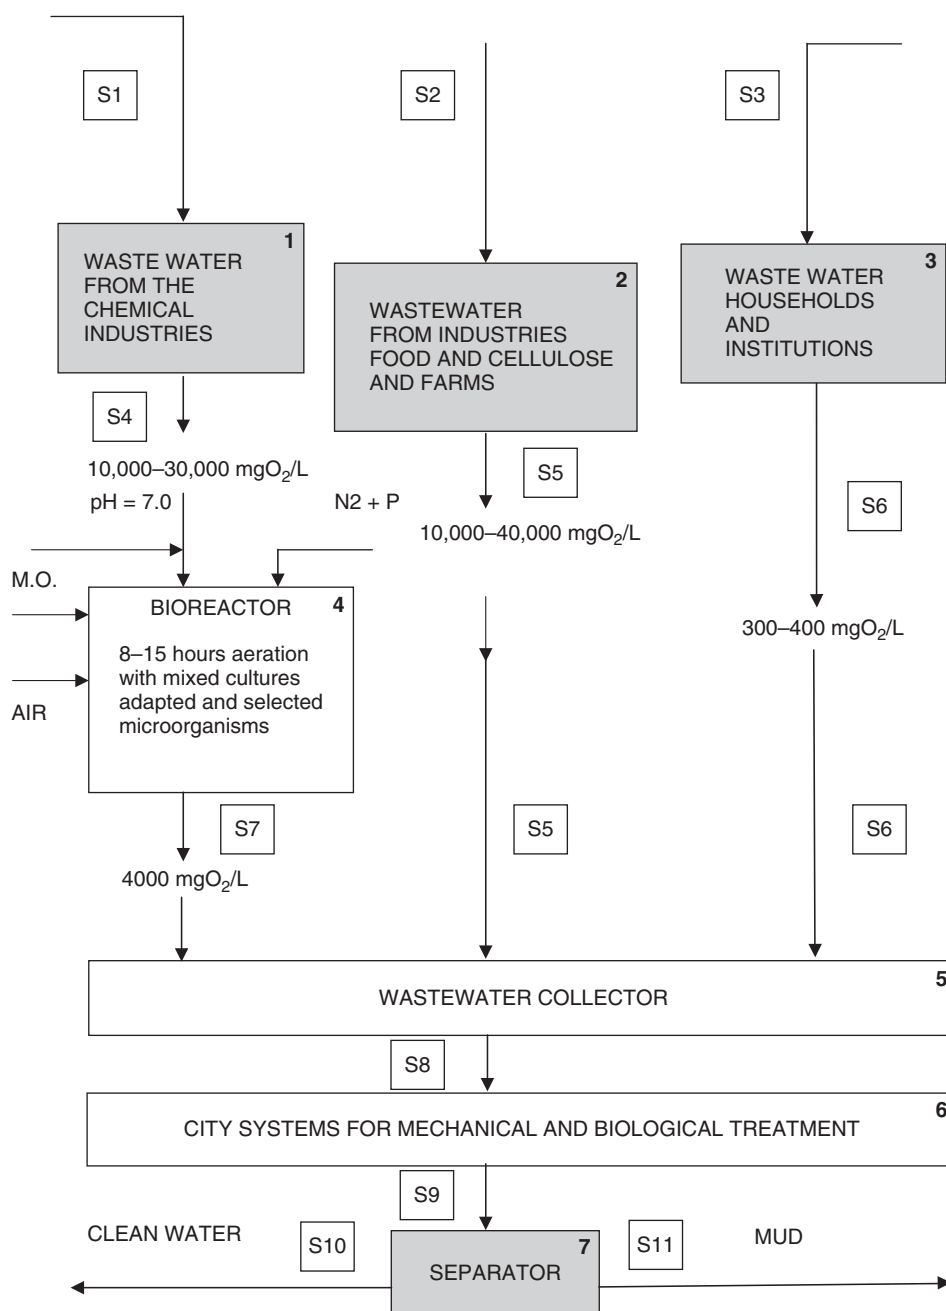 S1
S2
S3
1
WASTE WATER
FROM THE
CHEMICAL
INDUSTRIES
2
WASTEWATER
FROM INDUSTRIES
FOOD AND CELLULOSE
AND FARMS
3
WASTE WATER
HOUSEHOLDS
AND
INSTITUTIONS
S4
10,000–30,000 mgO₂/L
pH = 7.0
N2 + P
S5
10,000–40,000 mgO₂/L
S6
300–400 mgO₂/L
M.O.
AIR
BIOREACTOR 4
8–15 hours aeration
with mixed cultures
adapted and selected
microorganisms
S7
S5
S6
4000 mgO₂/L
5
WASTEWATER COLLECTOR
S8
6
CITY SYSTEMS FOR MECHANICAL AND BIOLOGICAL TREATMENT
S9
CLEAN WATER
S10
7
SEPARATOR
S11
MUD